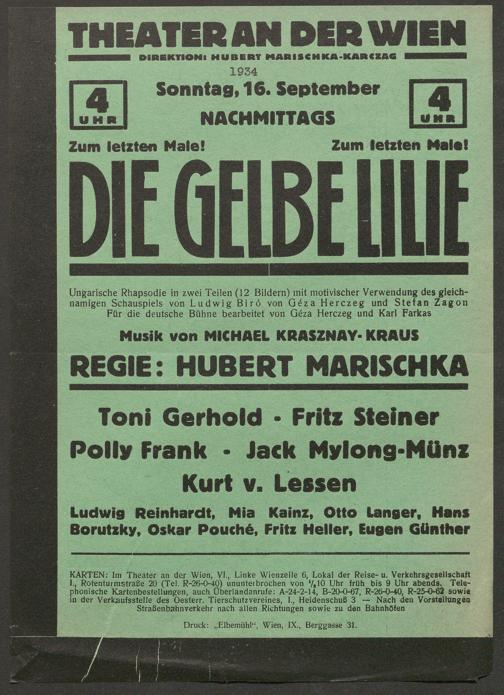 THEATER AN DER WIEN
DIREKTION: HUBERT MARISCHKA-KARCZAG
1934
4 UHR
Sonntag, 16. September
NACHMITTAGS
4 UHR
Zum letzten Male! Zum letzten Male!
DIE GELBE LILIE
Ungarische Rhapsodie in zwei Teilen (12 Bildern) mit motivischer Verwendung des gleich-
namigen Schauspiels von Ludwig Biró von Géza Herczeg und Stefan Zagon
Für die deutsche Bühne bearbeitet von Géza Herczeg und Karl Farkas
Musik von MICHAEL KRASZNAY-KRAUS
REGIE: HUBERT MARISCHKA
Toni Gerhold - Fritz Steiner
Polly Frank - Jack Mylong-Münz
Kurt v. Lessen
Ludwig Reinhardt, Mia Kainz, Otto Langer, Hans
Borutzky, Oskar Pouché, Fritz Heller, Eugen Günther
KARTEN: Im Theater an der Wien, VI., Linke Wienzeile 6, Lokal der Reise- u. Verkehrsgesellschaft
I., Rotenturmstraße 20 (Tel. R-26-0-40) ununterbrochen von ½10 Uhr früh bis 9 Uhr abends. Tele-
phonische Kartenbestellungen, auch Überlandanrufe: A-24-2-14, B-20-0-67, R-26-0-40, R-25-0-62 sowie
in der Verkaufsstelle des Oesterr. Tierschutzvereines, I., Heidenschuß 3 — Nach den Vorstellungen
Straßenbahnverkehr nach allen Richtungen sowie zu den Bahnhöfen
Druck: „Elbemühl“, Wien, IX., Berggasse 31.